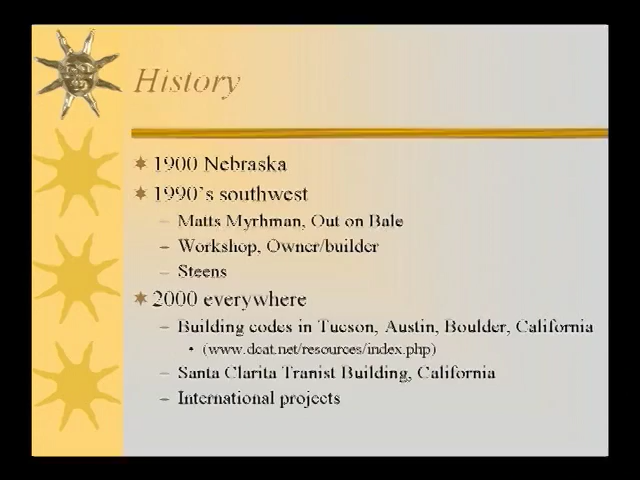 History
1900 Nebraska
1990's southwest
– Matts Myrhman, Out on Bale
– Workshop, Owner/builder
– Steens
2000 everywhere
– Building codes in Tucson, Austin, Boulder, California
• (www.dcat.net/resources/index.php)
– Santa Clarita Tranist Building, California
– International projects